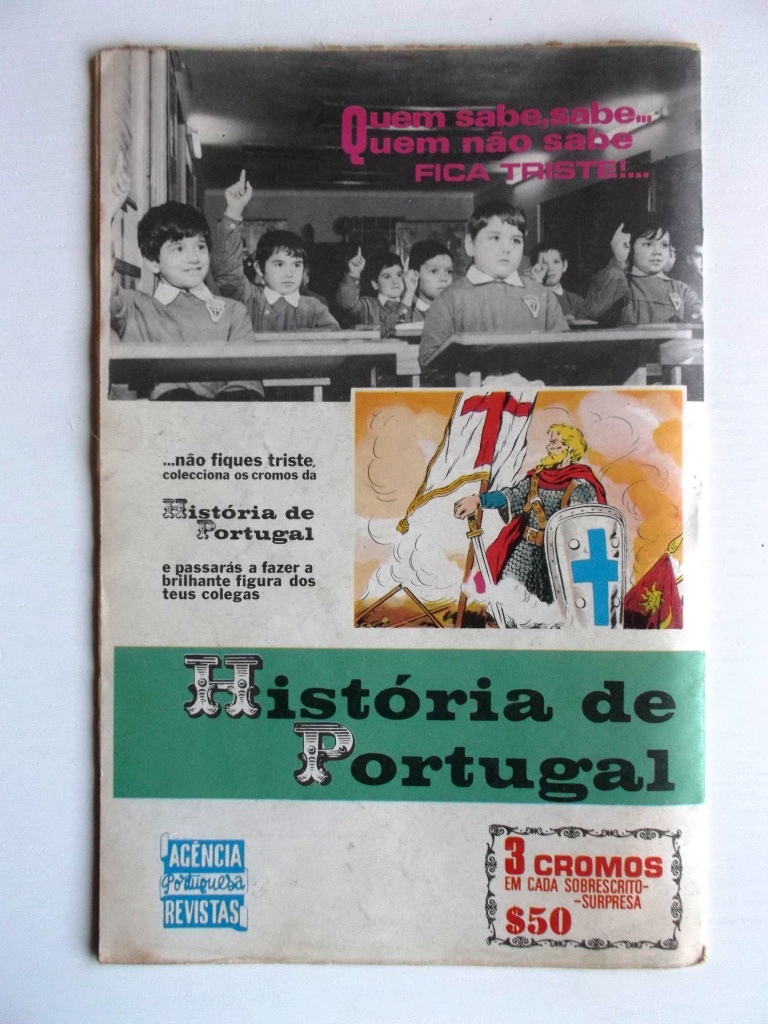 Quem sabe, sabe...
Quem não sabe
FICA TRISTE!...
...não fiques triste,
colecciona os cromos da
História de
Portugal
e passarás a fazer a
brilhante figura dos
teus colegas
História de
Portugal
AGÊNCIA
Portuguesa
REVISTAS
3 CROMOS
EM CADA SOBRESCRITO-
-SURPRESA
$50